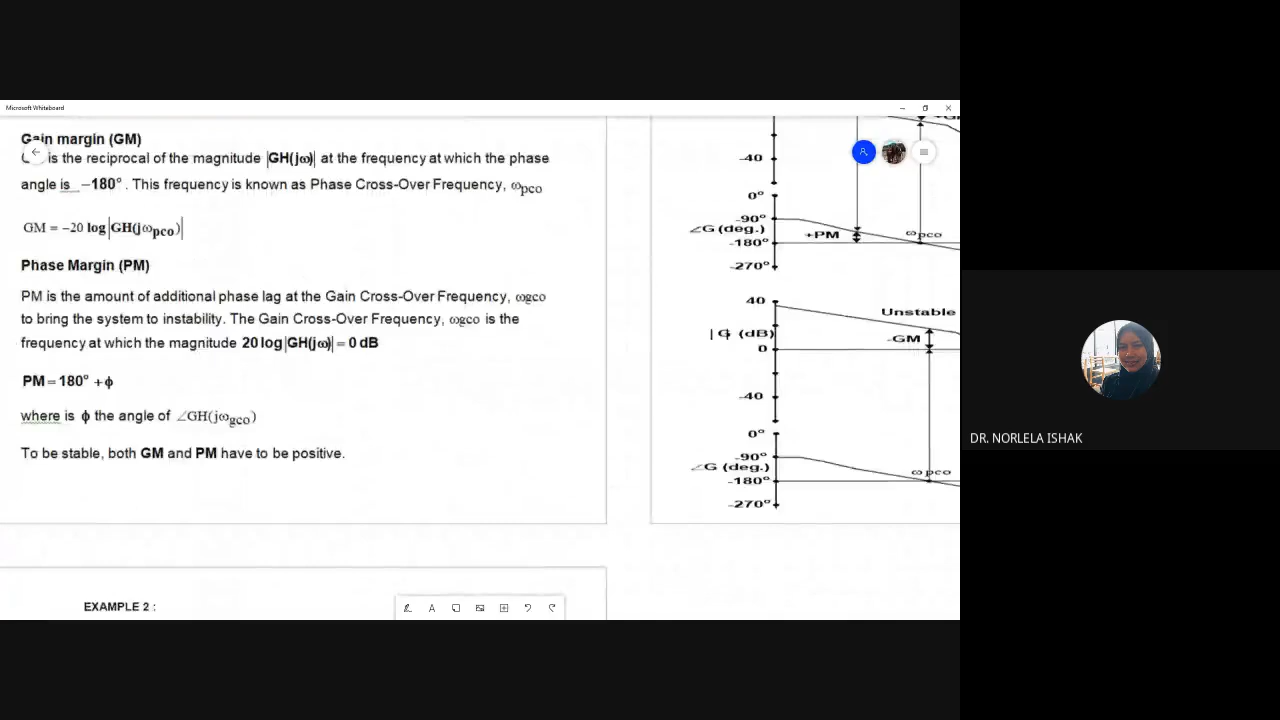 Microsoft Whiteboard
Gain margin (GM)
is the reciprocal of the magnitude |GH(jω)| at the frequency at which the phase
angle is −180° . This frequency is known as Phase Cross-Over Frequency, ωpco
GM = −20 log|GH(jωpco)|
Phase Margin (PM)
PM is the amount of additional phase lag at the Gain Cross-Over Frequency, ωgco
to bring the system to instability. The Gain Cross-Over Frequency, ωgco is the
frequency at which the magnitude 20 log|GH(jω)| = 0 dB
PM = 180° + ϕ
where is ϕ the angle of ∠GH(jωgco)
To be stable, both GM and PM have to be positive.
EXAMPLE 2 :
-40
0°
-90°
∠G (deg.)
+PM
ωpco
-180°
-270°
40
Unstable
|G| (dB)
-GM
0
-40
0°
-90°
∠G (deg.)
ωpco
-180°
-270°
DR. NORLELA ISHAK